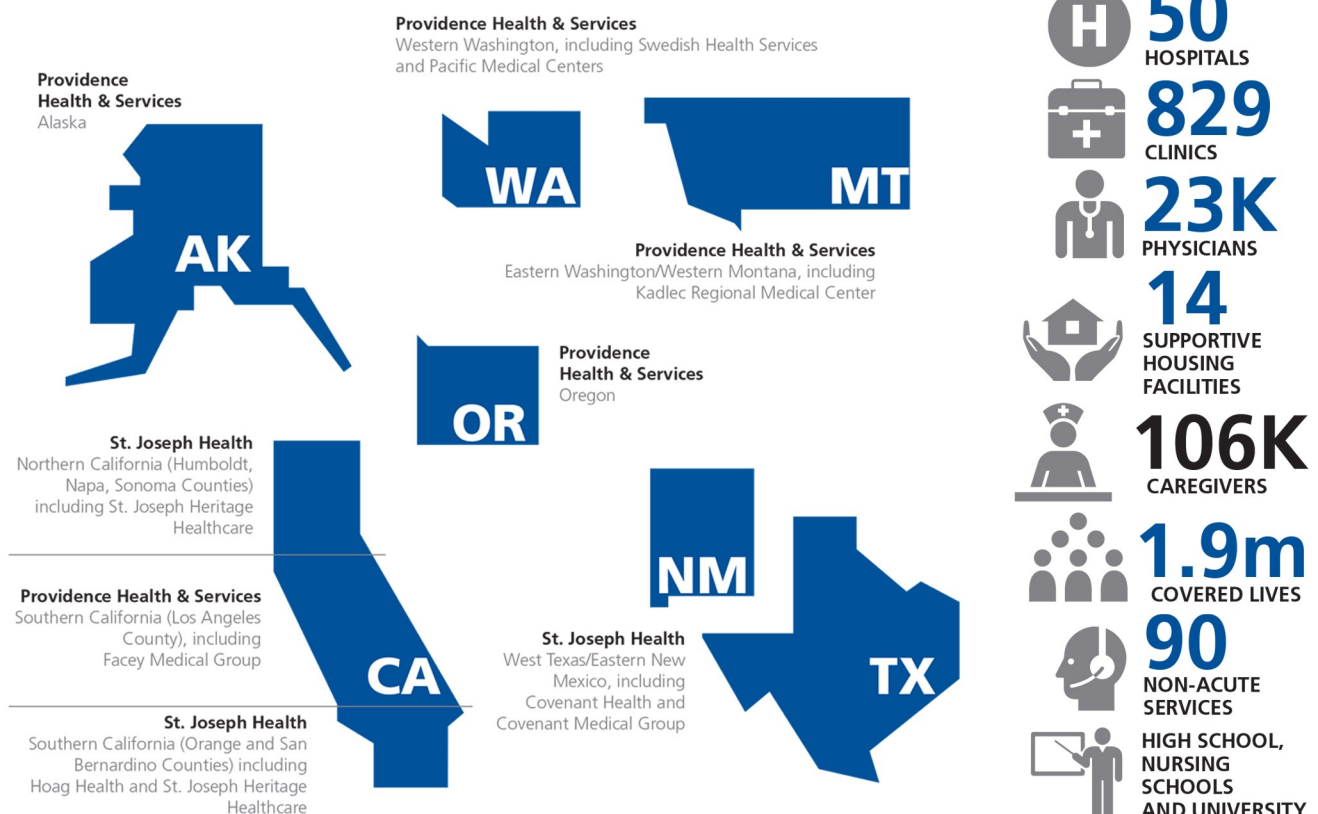 Providence Health & Services
Western Washington, including Swedish Health Services
and Pacific Medical Centers
Providence
Health & Services
Alaska
WA
MT
AK
Providence Health & Services
Eastern Washington/Western Montana, including
Kadlec Regional Medical Center
Providence
Health & Services
Oregon
OR
St. Joseph Health
Northern California (Humboldt,
Napa, Sonoma Counties)
including St. Joseph Heritage
Healthcare
Providence Health & Services
Southern California (Los Angeles
County), including
Facey Medical Group
CA
St. Joseph Health
Southern California (Orange and San
Bernardino Counties) including
Hoag Health and St. Joseph Heritage
Healthcare
NM
St. Joseph Health
West Texas/Eastern New
Mexico, including
Covenant Health and
Covenant Medical Group
TX
H
50
HOSPITALS
829
CLINICS
23K
PHYSICIANS
14
SUPPORTIVE
HOUSING
FACILITIES
106K
CAREGIVERS
1.9m
COVERED LIVES
90
NON-ACUTE
SERVICES
HIGH SCHOOL,
NURSING
SCHOOLS
AND UNIVERSITY